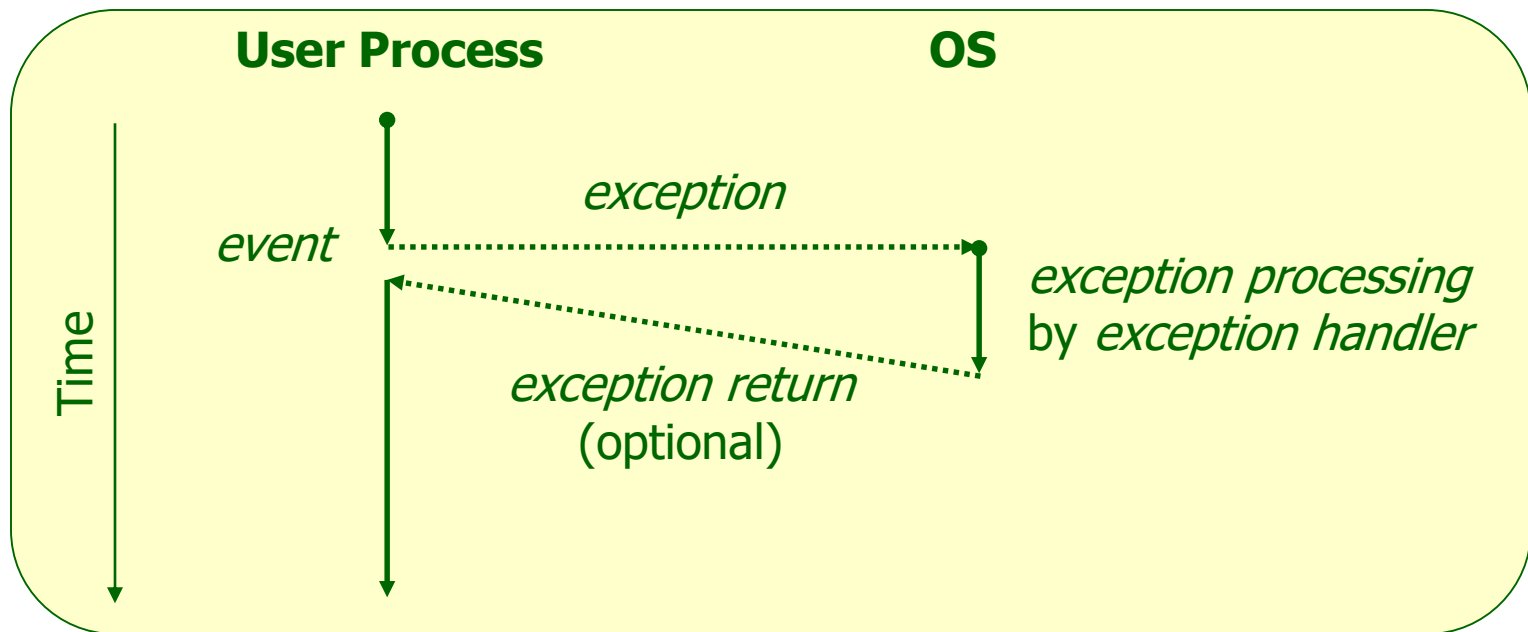 User Process
OS
exception
event
exception processing
by exception handler
Time
exception return
(optional)